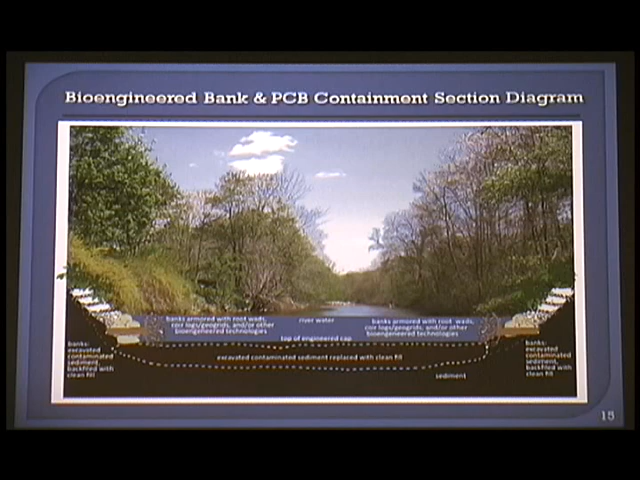 Bioengineered Bank & PCB Containment Section Diagram
banks armored with root wads,
coir logs/geogrids, and/or other
bioengineered technologies
river water
banks armored with root wads,
coir logs/geogrids, and/or other
bioengineered technologies
top of engineered cap
banks:
excavated
contaminated
sediment,
backfilled with
clean fill
excavated contaminated sediment replaced with clean fill
banks:
excavated
contaminated
sediment,
backfilled with
clean fill
sediment
15